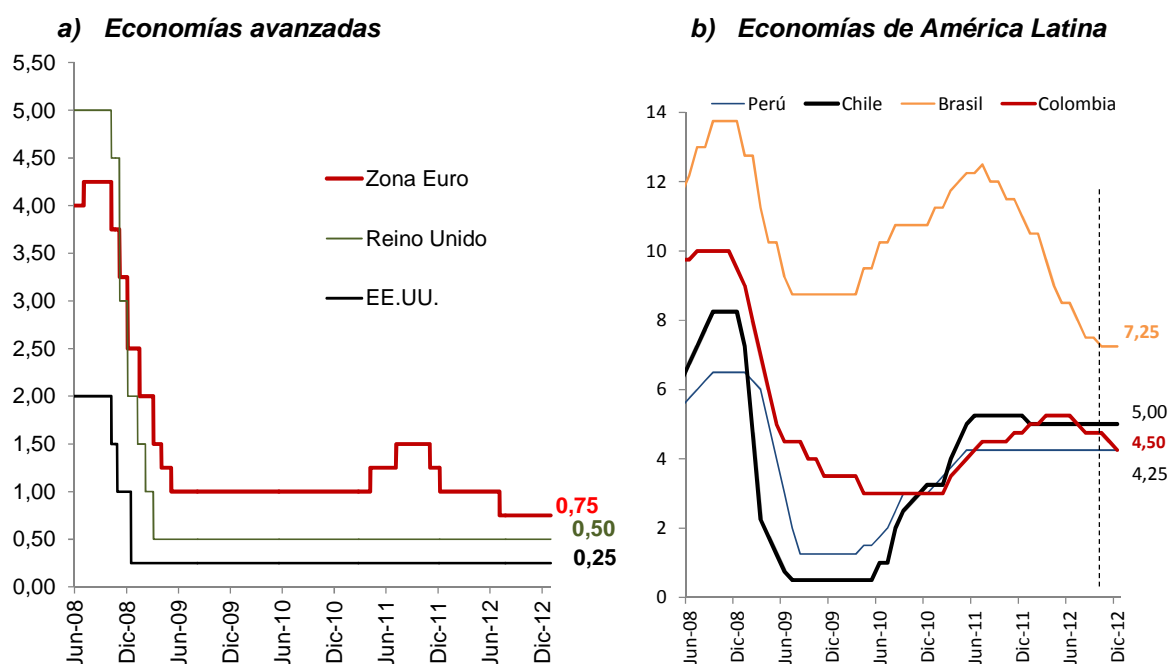 a) Economías avanzadas
5,50
5,00
4,50
4,00
3,50
3,00
2,50
2,00
1,50
1,00
0,50
0,00
Zona Euro
Reino Unido
EE.UU.
0,75
0,50
0,25
Jun-08
Dic-08
Jun-09
Dic-09
Jun-10
Dic-10
Jun-11
Dic-11
Jun-12
Dic-12
b) Economías de América Latina
Perú Chile Brasil Colombia
14
12
10
8
6
4
2
0
7,25
5,00
4,50
4,25
Jun-08
Dic-08
Jun-09
Dic-09
Jun-10
Dic-10
Jun-11
Dic-11
Jun-12
Dic-12